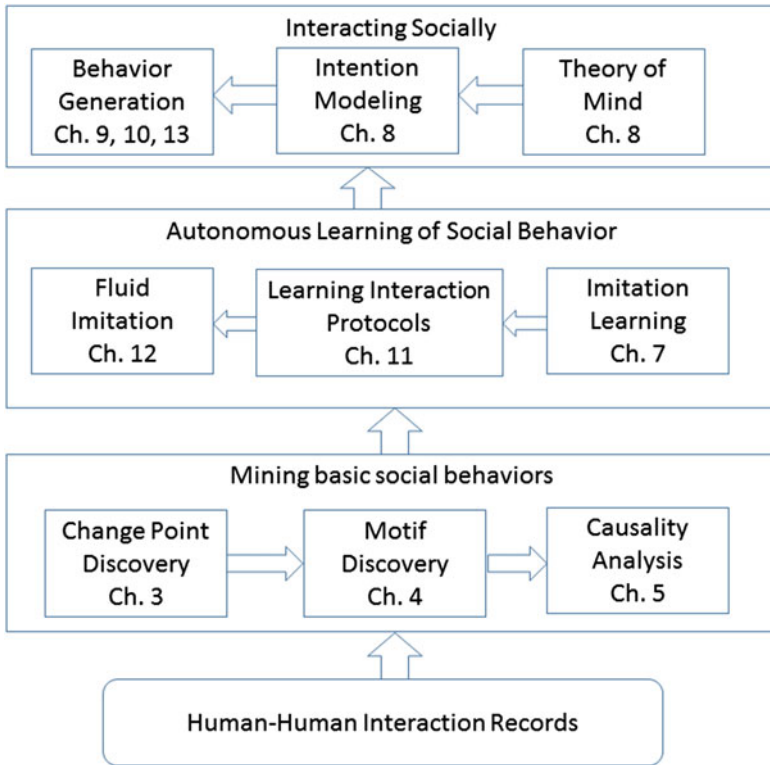 Interacting Socially
Behavior
Generation
Ch. 9, 10, 13
Intention
Modeling
Ch. 8
Theory of
Mind
Ch. 8
Autonomous Learning of Social Behavior
Fluid
Imitation
Ch. 12
Learning Interaction
Protocols
Ch. 11
Imitation
Learning
Ch. 7
Mining basic social behaviors
Change Point
Discovery
Ch. 3
Motif
Discovery
Ch. 4
Causality
Analysis
Ch. 5
Human-Human Interaction Records